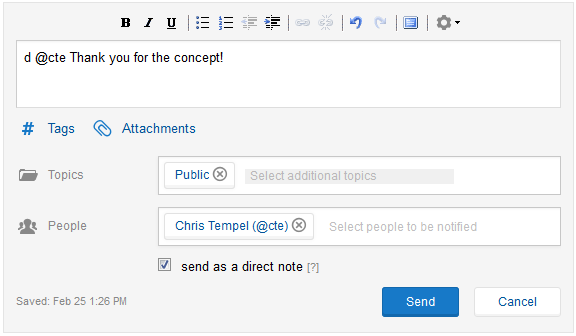 B I U
d @cte Thank you for the concept!
# Tags Attachments
Topics Public Select additional topics
People Chris Tempel (@cte) Select people to be notified
send as a direct note [?]
Saved: Feb 25 1:26 PM Send Cancel